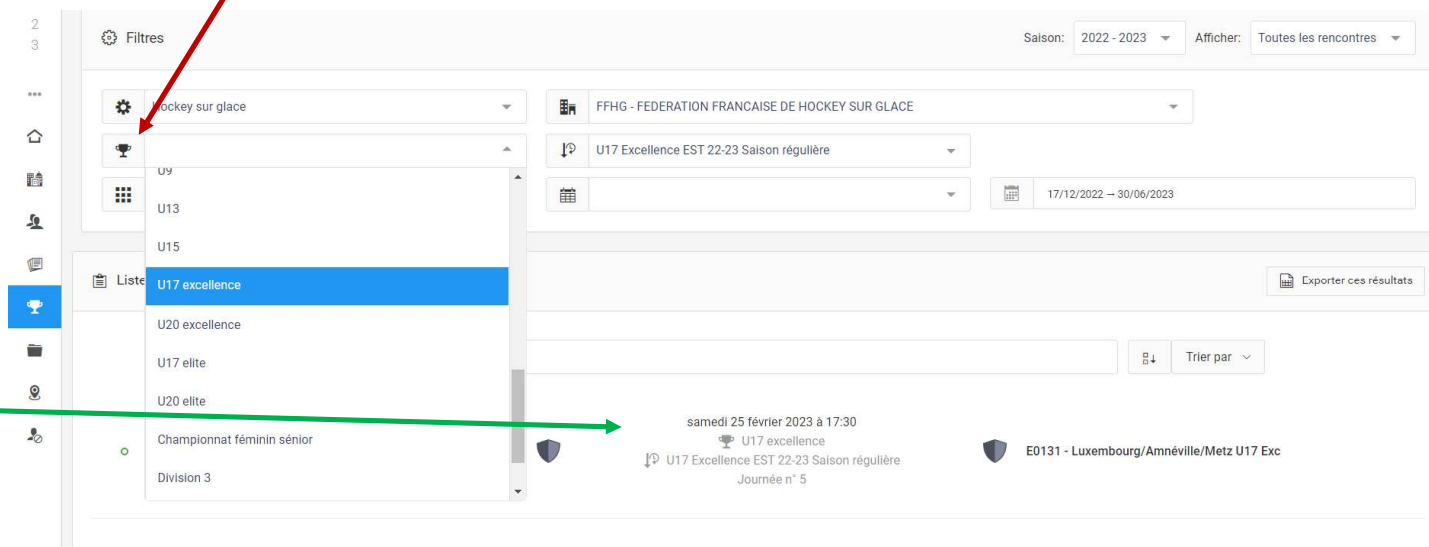 2
3
Filtres
Saison: 2022 - 2023 Afficher: Toutes les rencontres
Hockey sur glace
FFHG - FEDERATION FRANCAISE DE HOCKEY SUR GLACE
U17 Excellence EST 22-23 Saison régulière
U9
U13
17/12/2022 → 30/06/2023
U15
Liste
U17 excellence
Exporter ces résultats
U20 excellence
U17 elite
Trier par
U20 elite
Championnat féminin sénior
Division 3
samedi 25 février 2023 à 17:30
U17 excellence
U17 Excellence EST 22-23 Saison régulière
Journée n° 5
E0131 - Luxembourg/Amnéville/Metz U17 Exc